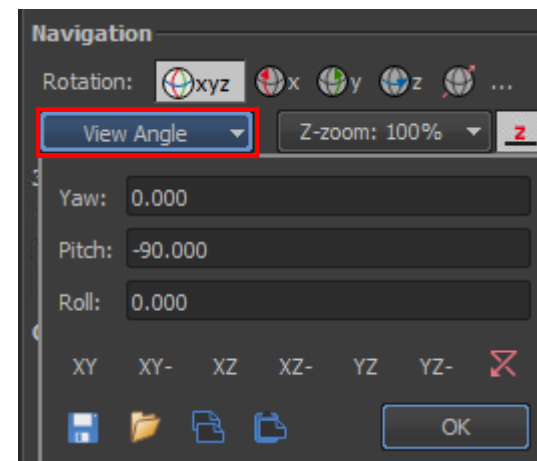 Navigation
Rotation: xyz x y z ...
View Angle Z-zoom: 100% z
Yaw: 0.000
Pitch: -90.000
Roll: 0.000
XY XY- XZ XZ- YZ YZ-
OK